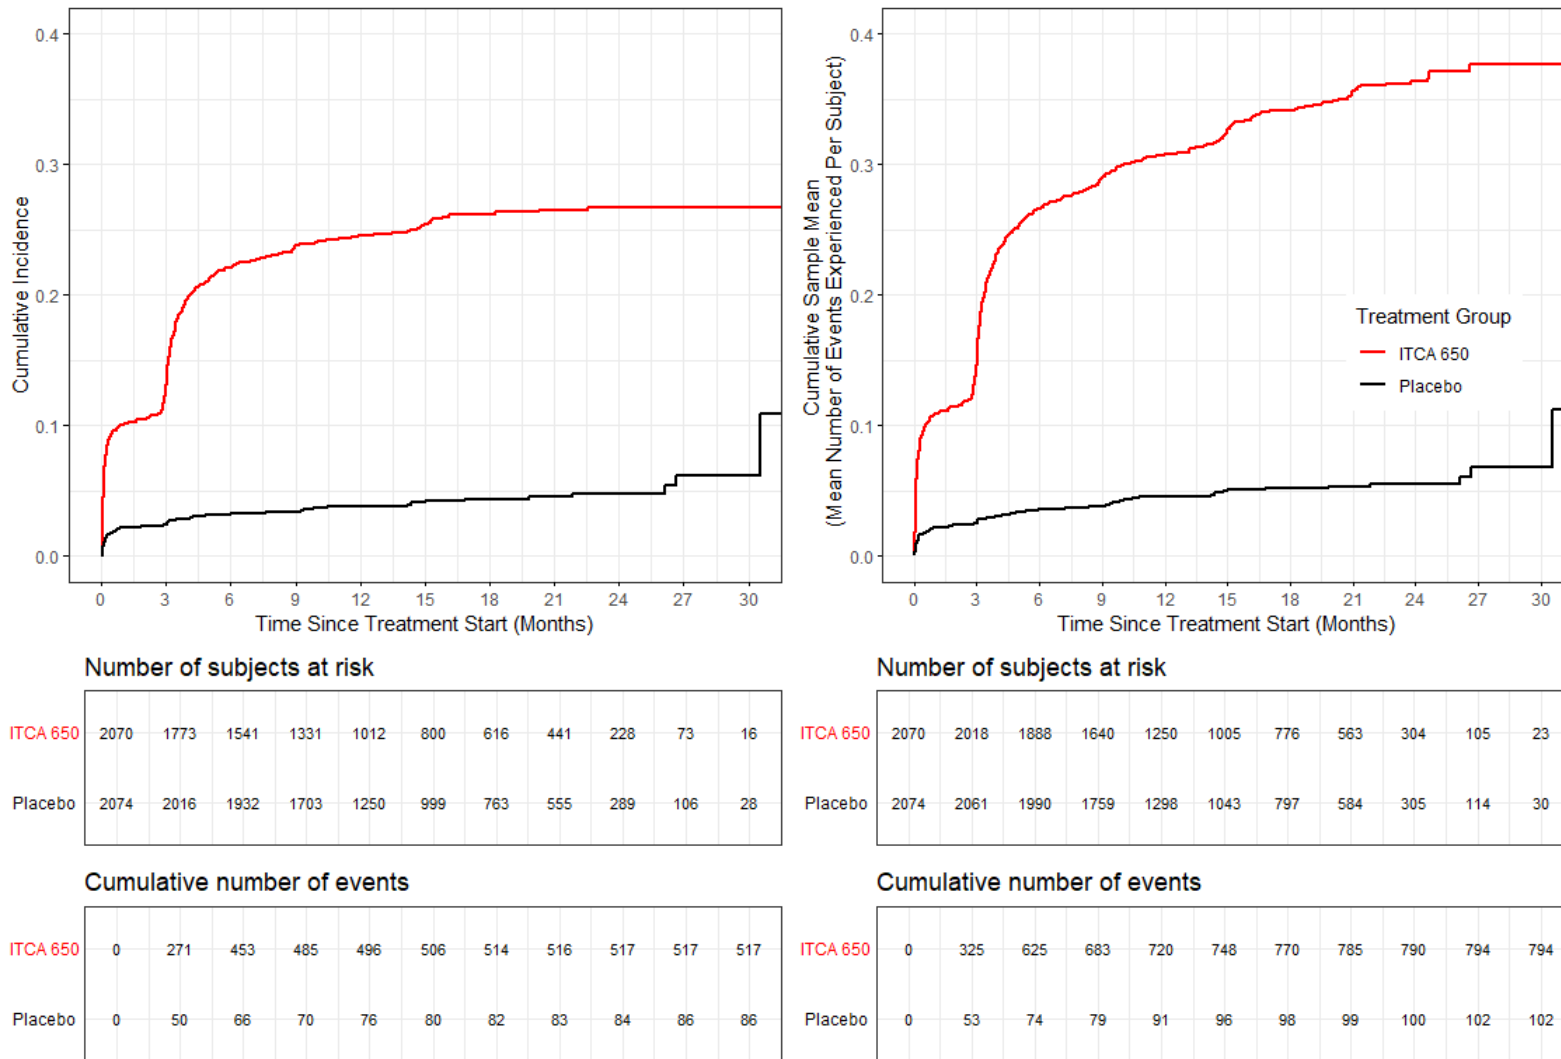 0.4
0.3
0.2
0.1
0.0
Cumulative Incidence
0 3 6 9 12 15 18 21 24 27 30
Time Since Treatment Start (Months)
0.4
0.3
0.2
0.1
0.0
Cumulative Sample Mean
(Mean Number of Events Experienced Per Subject)
Treatment Group
ITCA 650
Placebo
0 3 6 9 12 15 18 21 24 27 30
Time Since Treatment Start (Months)
Number of subjects at risk
ITCA 650 2070 1773 1541 1331 1012 800 616 441 228 73 16
Placebo 2074 2016 1932 1703 1250 999 763 555 289 106 28
Number of subjects at risk
ITCA 650 2070 2018 1888 1640 1250 1005 776 563 304 105 23
Placebo 2074 2061 1990 1759 1298 1043 797 584 305 114 30
Cumulative number of events
ITCA 650 0 271 453 485 496 506 514 516 517 517 517
Placebo 0 50 66 70 76 80 82 83 84 86 86
Cumulative number of events
ITCA 650 0 325 625 683 720 748 770 785 790 794 794
Placebo 0 53 74 79 91 96 98 99 100 102 102